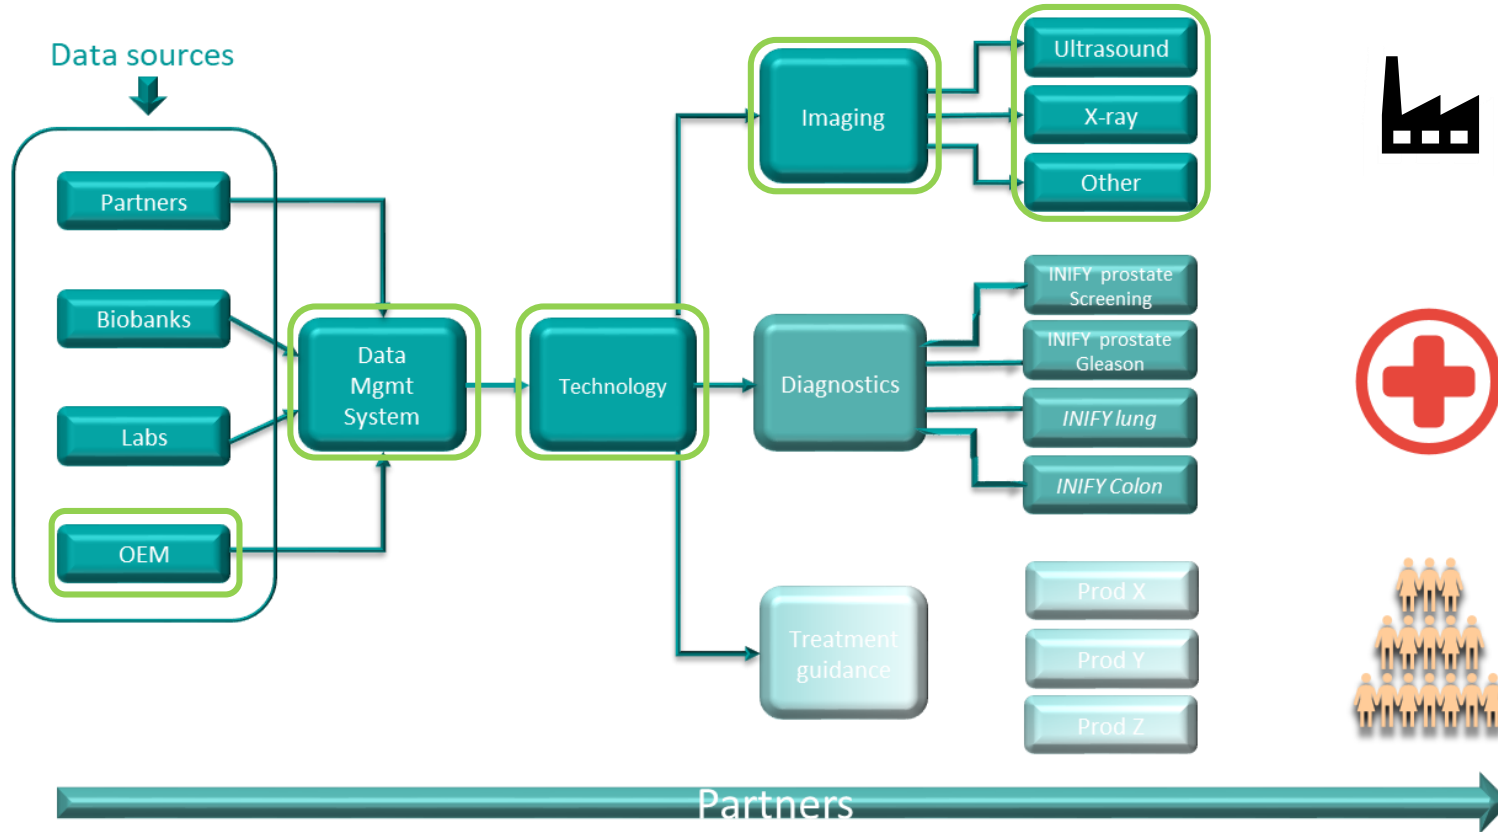 Data sources
Partners
Biobanks
Labs
OEM
Data
Mgmt
System
Technology
Imaging
Ultrasound
X-ray
Other
Diagnostics
INIFY prostate
Screening
INIFY prostate
Gleason
INIFY lung
INIFY Colon
Treatment
guidance
Prod X
Prod Y
Prod Z
Partners